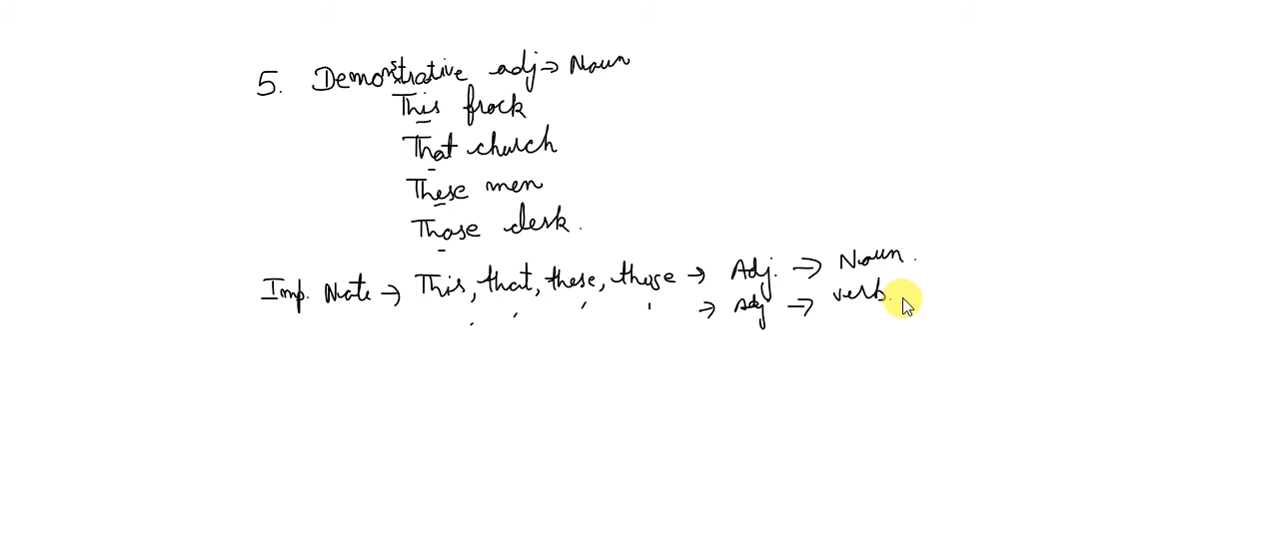 5. Demonstrative adj → Noun
This frock
That church
These men
Those desk.
Imp. Note → This, that, these, those → Adj. → Noun.
, , , , → Adj → verb.